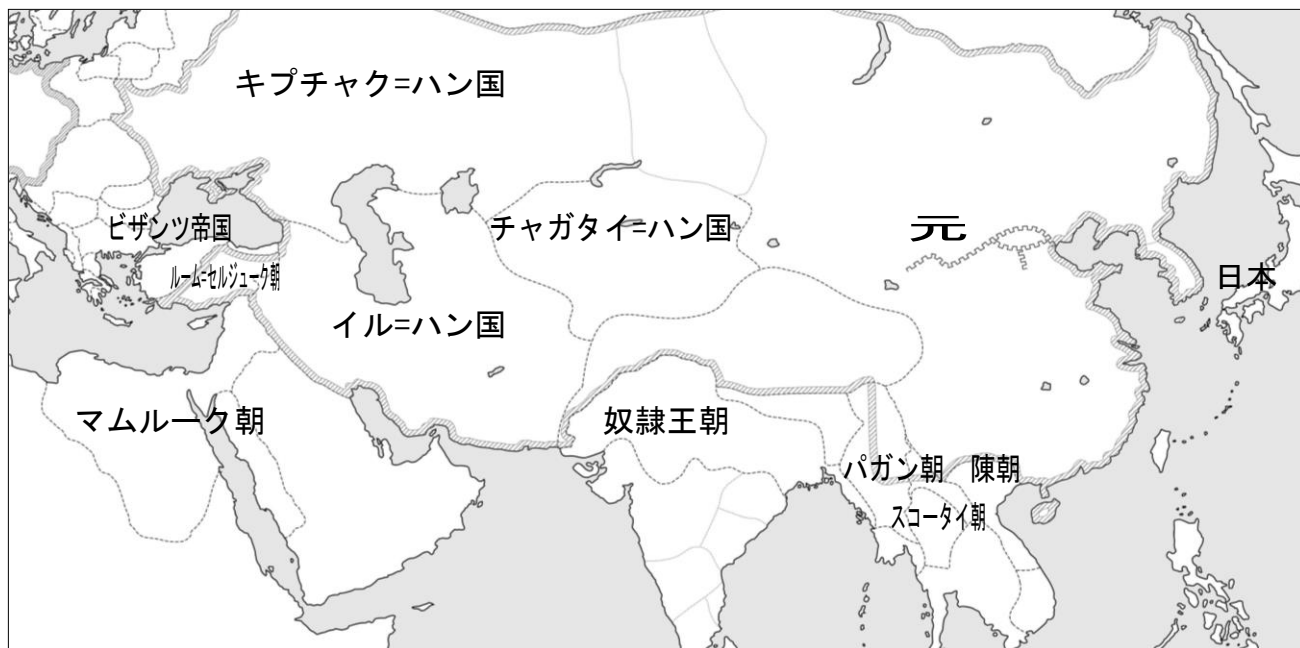 キプチャク=ハン国
ビザンツ帝国
チャガタイ=ハン国
元
ルーム=セルジューク朝
日本
イル=ハン国
マムルーク朝
奴隷王朝
パガン朝
陳朝
スコータイ朝